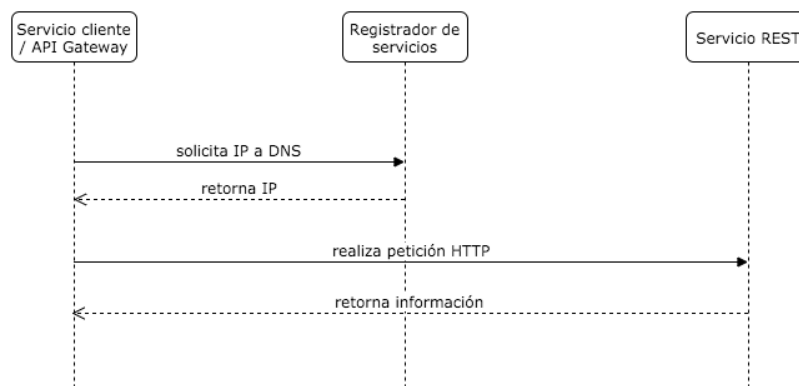 Servicio cliente
/ API Gateway
Registrador de
servicios
Servicio REST
solicita IP a DNS
retorna IP
realiza petición HTTP
retorna información